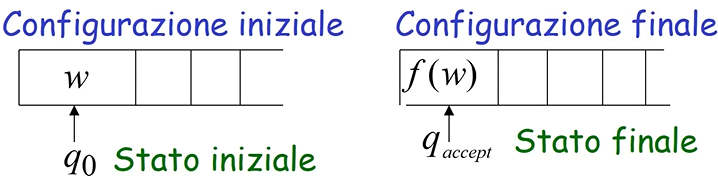 Configurazione iniziale
Configurazione finale
w
f(w)
q0 Stato iniziale
qaccept Stato finale